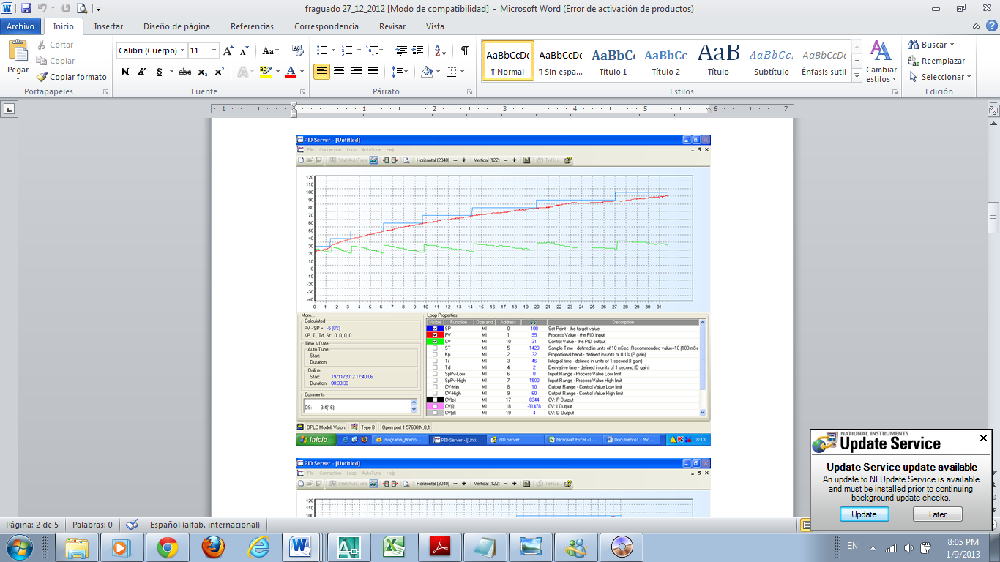 fraguado 27_12_2012 [Modo de compatibilidad] - Microsoft Word (Error de activación de productos)
Archivo Inicio Insertar Diseño de página Referencias Correspondencia Revisar Vista
Pegar
Cortar
Copiar
Copiar formato
Portapapeles
Calibri (Cuerpo) 11
N K S abc x₂ x²
Fuente
Párrafo
AaBbCcDc AaBbCcDc AaBbC AaBbCc AaB AaBbCc. AaBbCcDc
¶ Normal ¶ Sin espa... Título 1 Título 2 Título Subtítulo Énfasis sutil
Cambiar estilos
Estilos
Buscar
Reemplazar
Seleccionar
Edición
1 1 2 3 4 5 6 7
PID Server - [Untitled]
File Connection Loop AutoTune Help
Start AutoTune Horizontal (2040) Vertical (122) Tell Us...
120
110
100
90
80
70
60
50
40
30
20
10
0
-10
-20
-30
-40
0 1 2 3 4 5 6 7 8 9 10 11 12 13 14 15 16 17 18 19 20 21 22 23 24 25 26 27 28 29 30 31
More...
Calculated
PV - SP = -5 (0%)
P, Ti, Td, St 0, 0, 0, 0
Time & Date
Auto Tune
Start:
Duration:
Online
Start: 19/11/2012 17:40:06
Duration: 00:33:30
Comments
OS: 3.4(16)
Loop Properties
Visible Function Operand Address Description
SP MI 0 100 Set Point - the target value
PV MI 1 95 Process Value - the PID input
CV MI 10 31 Control Value - the PID output
ST MI 5 1420 Sample Time - defined in units of 10 mSec. Recommended value=10 (100 mSe
Kp MI 2 32 Proportional band - defined in units of 0.1% (P gain)
Ti MI 3 46 Integral time - defined in units of 1 second (I gain)
Td MI 4 2 Derivative time - defined in units of 1 second (D gain)
SpPv-Low MI 6 0 Input Range - Process Value Low limit
SpPv-High MI 7 1500 Input Range - Process Value High limit
CV-Min MI 8 10 Output Range - Control Value Low limit
CV-High MI 9 60 Output Range - Control Value High limit
CV(p) MI 17 8344 CV: P Output
CV(i) MI 18 -31478 CV: I Output
CV(d) MI 19 4 CV: D Output
OPLC Model: Vision Type B Open port 1 57600,N,8,1
Inicio Programa_Horno... PID Server - [Unti... PID Server Microsoft Excel - L... Documento1 - Mic... 18:13
PID Server - [Untitled]
File Connection Loop AutoTune Help
Start AutoTune Horizontal (3040) Vertical (122) Tell Us...
120
NATIONAL INSTRUMENTS
Update Service
Update Service update available
An update to NI Update Service is available
and must be installed prior to continuing
background update checks.
Update Later
Página: 2 de 5 Palabras: 0 Español (alfab. internacional)
EN 8:05 PM
1/9/2013